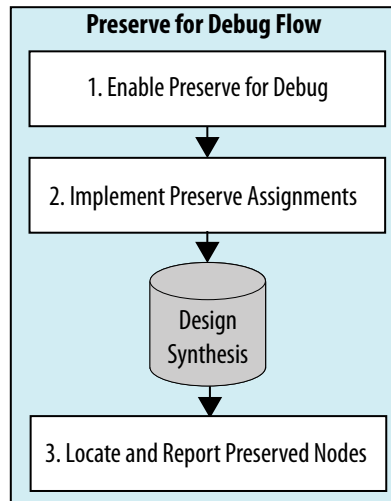 Preserve for Debug Flow
1. Enable Preserve for Debug
2. Implement Preserve Assignments
Design
Synthesis
3. Locate and Report Preserved Nodes